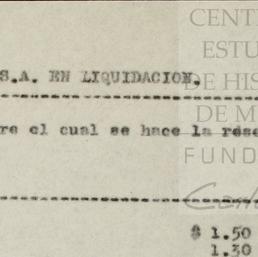 CENT
ESTU
S.A. EN LIQUIDACION.
DE HIS
DE M
re el cual se hace la rese
FUND
$ 1.50
1.30